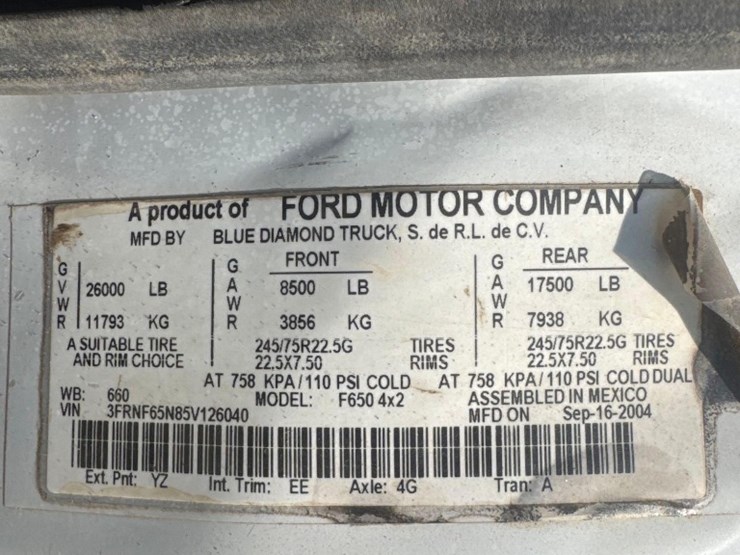 A product of FORD MOTOR COMPANY
MFD BY BLUE DIAMOND TRUCK, S. de R.L. de C.V.
GVWR 26000 LB 11793 KG
GAWR FRONT 8500 LB 3856 KG
GAWR REAR 17500 LB 7938 KG
A SUITABLE TIRE 245/75R22.5G TIRES 245/75R22.5G TIRES
AND RIM CHOICE 22.5X7.50 RIMS 22.5X7.50 RIMS
AT 758 KPA/110 PSI COLD AT 758 KPA/110 PSI COLD DUAL
WB: 660 MODEL: F650 4x2 ASSEMBLED IN MEXICO
VIN 3FRNF65N85V126040 MFD ON Sep-16-2004
Ext. Pnt: YZ Int. Trim: EE Axle: 4G Tran: A